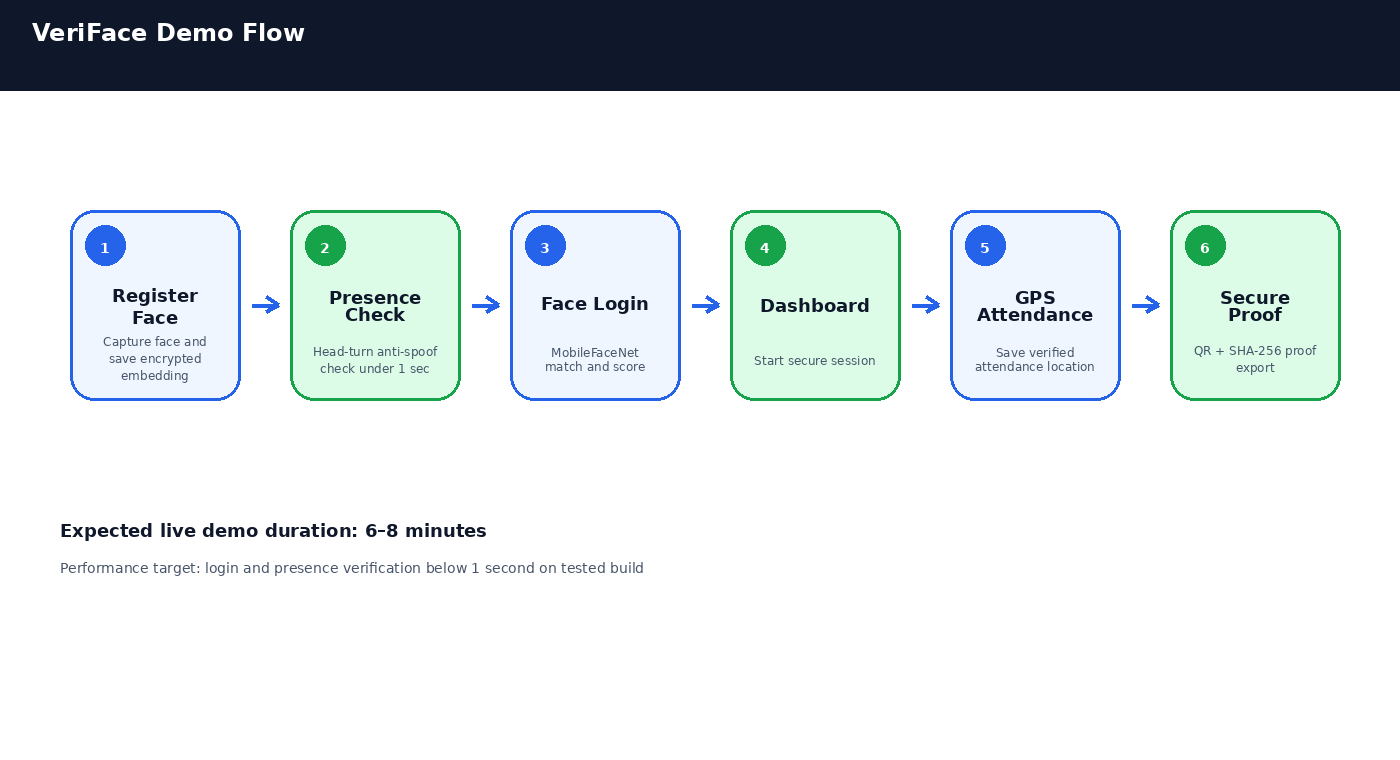 VeriFace Demo Flow
1
Register
Face
Capture face and
save encrypted
embedding
2
Presence
Check
Head-turn anti-spoof
check under 1 sec
3
Face Login
MobileFaceNet
match and score
4
Dashboard
Start secure session
5
GPS
Attendance
Save verified
attendance location
6
Secure
Proof
QR + SHA-256 proof
export
Expected live demo duration: 6–8 minutes
Performance target: login and presence verification below 1 second on tested build